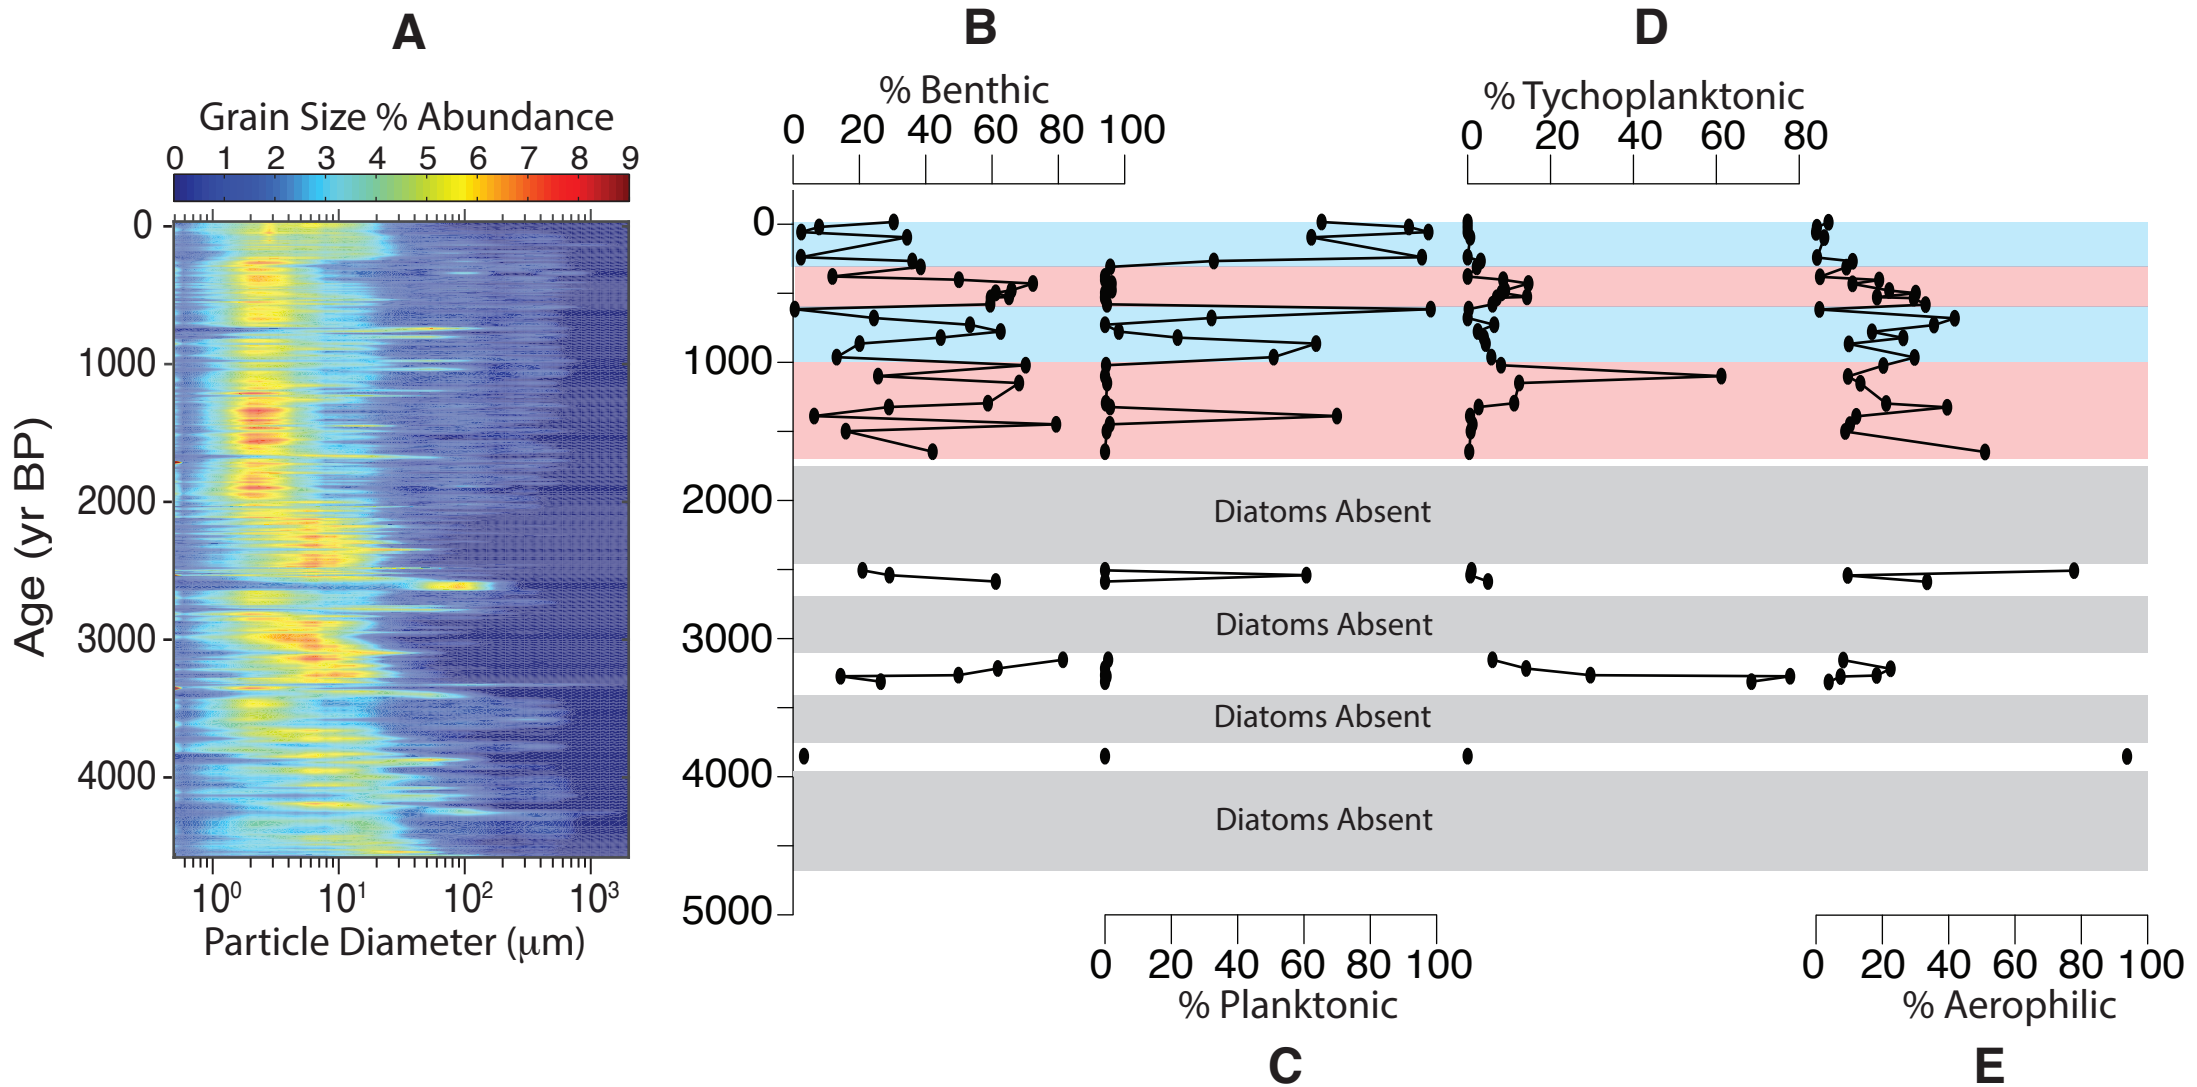 A
B
D
Grain Size % Abundance
% Benthic
% Tychoplanktonic
0 1 2 3 4 5 6 7 8 9
0 20 40 60 80 100
0 20 40 60 80
Age (yr BP)
0
1000
2000
3000
4000
10⁰ 10¹ 10² 10³
Particle Diameter (μm)
0
1000
2000
3000
4000
5000
Diatoms Absent
Diatoms Absent
Diatoms Absent
Diatoms Absent
0 20 40 60 80 100
% Planktonic
0 20 40 60 80 100
% Aerophilic
C
E